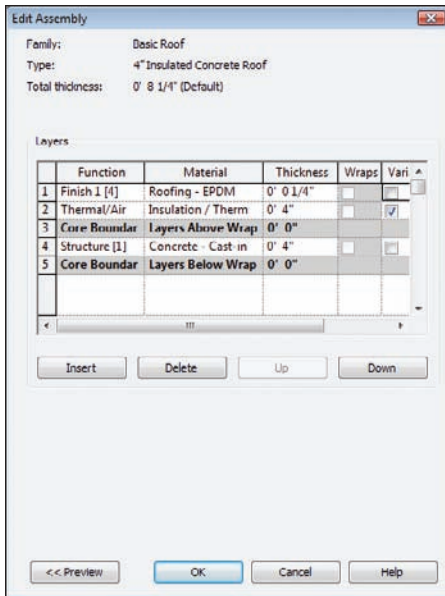 Edit Assembly
Family: Basic Roof
Type: 4" Insulated Concrete Roof
Total thickness: 0' 8 1/4" (Default)
Layers
Function Material Thickness Wraps Vari
1 Finish 1 [4] Roofing - EPDM 0' 0 1/4"
2 Thermal/Air Insulation / Therm 0' 4"
3 Core Boundar Layers Above Wrap 0' 0"
4 Structure [1] Concrete - Cast-in 0' 4"
5 Core Boundar Layers Below Wrap 0' 0"
Insert Delete Up Down
<< Preview OK Cancel Help